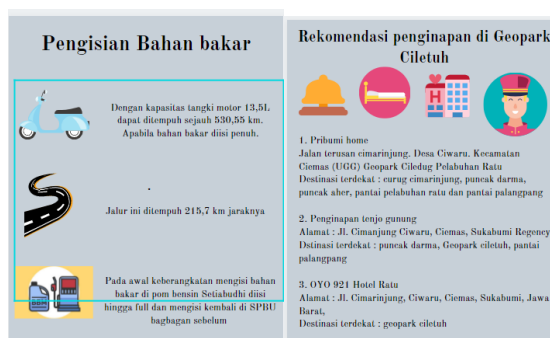 Pengisian Bahan bakar
Dengan kapasitas tangki motor 13,5L
dapat ditempuh sejauh 530,55 km.
Apabila bahan bakar diisi penuh.
Jalur ini ditempuh 215,7 km jaraknya
BBM
Pada awal keberangkatan mengisi bahan
bakar di pom bensin Setiabudhi diisi
hingga full dan mengisi kembali di SPBU
bagbagan sebelum
Rekomendasi penginapan di Geopark
Ciletuh
H
1. Pribumi home
Jalan terusan cimarinjung. Desa Ciwaru. Kecamatan
Ciemas (UGG) Geopark Ciledug Pelabuhan Ratu
Destinasi terdekat : curug cimarinjung, puncak darma,
puncak aher, pantai pelabuhan ratu dan pantai palangpang
2. Penginapan tenjo gunung
Alamat : Jl. Cimanjung Ciwaru, Ciemas, Sukabumi Regency
Dstinasi terdekat : puncak darma, Geopark ciletuh, pantai
palangpang
3. OYO 921 Hotel Ratu
Alamat : Jl. Cimarinjung, Ciwaru, Ciemas, Sukabumi, Jawa
Barat,
Destinasi terdekat : geopark ciletuh